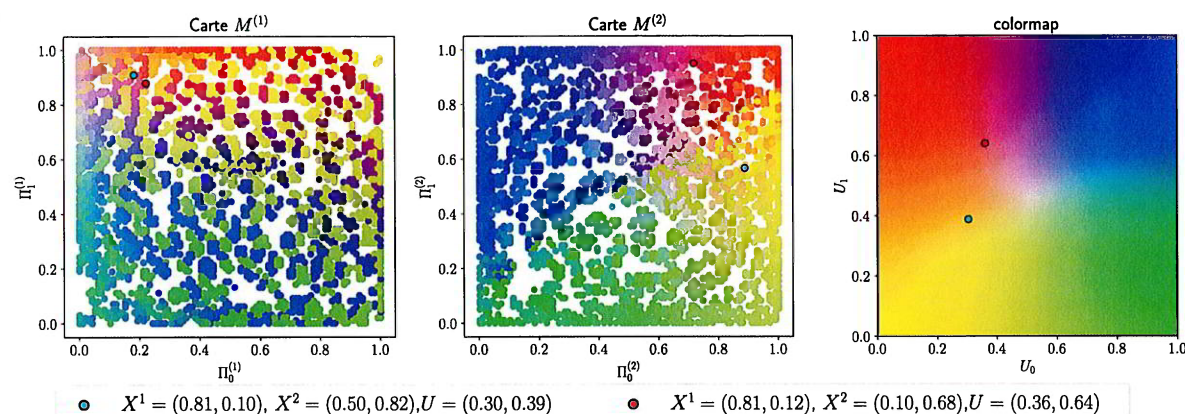 Carte M^{(1)}
Carte M^{(2)}
colormap
Π_1^{(1)}
1.0
0.8
0.6
0.4
0.2
0.0
0.0 0.2 0.4 0.6 0.8 1.0
Π_0^{(1)}
Π_1^{(2)}
1.0
0.8
0.6
0.4
0.2
0.0
0.0 0.2 0.4 0.6 0.8 1.0
Π_0^{(2)}
U_1
1.0
0.8
0.6
0.4
0.2
0.0
0.0 0.2 0.4 0.6 0.8 1.0
U_0
X^1 = (0.81, 0.10), X^2 = (0.50, 0.82), U = (0.30, 0.39)
X^1 = (0.81, 0.12), X^2 = (0.10, 0.68), U = (0.36, 0.64)